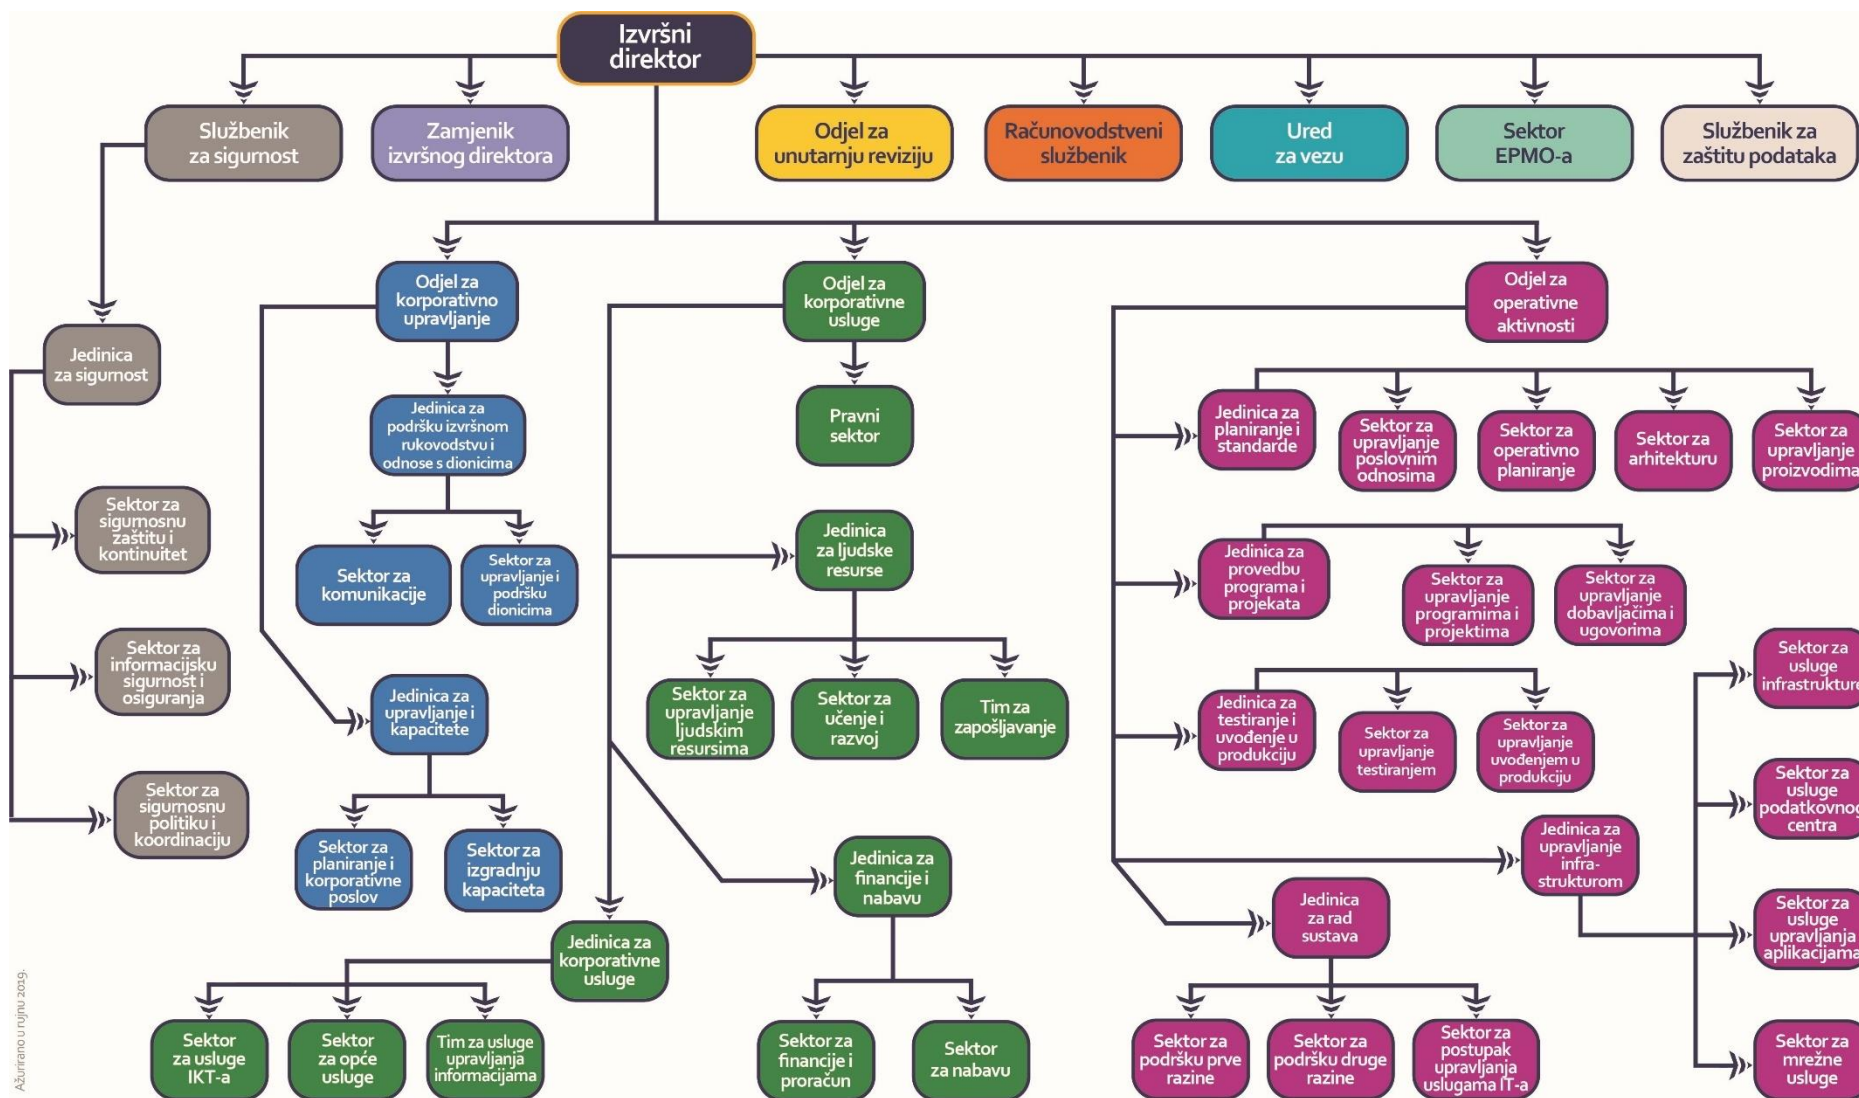 Izvršni
direktor
Službenik
za sigurnost
Zamjenik
izvršnog direktora
Odjel za
unutarnju reviziju
Računovodstveni
službenik
Ured
za vezu
Sektor
EPMO-a
Službenik za
zaštitu podataka
Odjel za
korporativno
upravljanje
Odjel za
korporativne
usluge
Odjel za
operativne
aktivnosti
Jedinica
za sigurnost
Jedinica za
podršku izvršnom
rukovodstvu i
odnose s dionicima
Pravni
sektor
Jedinica za
planiranje i
standarde
Sektor za
upravljanje
poslovnim
odnosima
Sektor za
operativno
planiranje
Sektor za
arhitekturu
Sektor za
upravljanje
proizvodima
Sektor za
sigurnosnu
zaštitu i
kontinuitet
Sektor za
komunikacije
Sektor za
upravljanje i
podršku
dionicima
Jedinica
za ljudske
resurse
Jedinica za
provedbu
programa i
projekata
Sektor za
upravljanje
programima i
projektima
Sektor za
upravljanje
dobavljačima i
ugovorima
Sektor za
informacijsku
sigurnost i
osiguranja
Jedinica za
upravljanje i
kapacitete
Sektor za
upravljanje
ljudskim
resursima
Sektor za
učenje i
razvoj
Tim za
zapošljavanje
Jedinica za
testiranje i
uvođenje u
produkciju
Sektor za
upravljanje
testiranjem
Sektor za
upravljanje
uvođenjem u
produkciju
Sektor za
usluge
infrastrukture
Sektor za
sigurnosnu
politiku i
koordinaciju
Sektor za
planiranje i
korporativne
poslov
Sektor za
izgradnju
kapaciteta
Jedinica za
financije i
nabavu
Jedinica za
upravljanje
infra-
strukturom
Sektor za
usluge
podatkovnog
centra
Jedinica za
korporativne
usluge
Jedinica
za rad
sustava
Sektor za
usluge
upravljanja
aplikacijama
Sektor
za usluge
IKT-a
Sektor
za opće
usluge
Tim za usluge
upravljanja
informacijama
Sektor za
financije i
proračun
Sektor
za nabavu
Sektor za
podršku prve
razine
Sektor za
podršku druge
razine
Sektor za
postupak
upravljanja
uslugama IT-a
Sektor za
mrežne
usluge
Ažurirano u rujnu 2019.